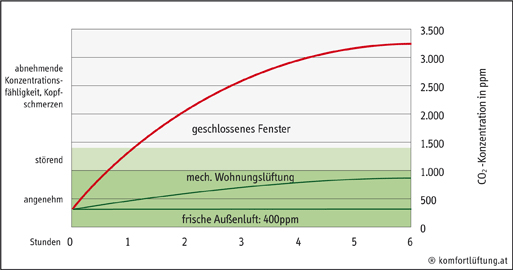 abnehmende
Konzentrations-
fähigkeit, Kopf-
schmerzen
störend
angenehm
Stunden
geschlossenes Fenster
mech. Wohnungslüftung
frische Außenluft: 400ppm
0 1 2 3 4 5 6
3.500
3.000
2.500
2.000
1.500
1.000
500
0
CO₂-Konzentration in ppm
® komfortlüftung.at